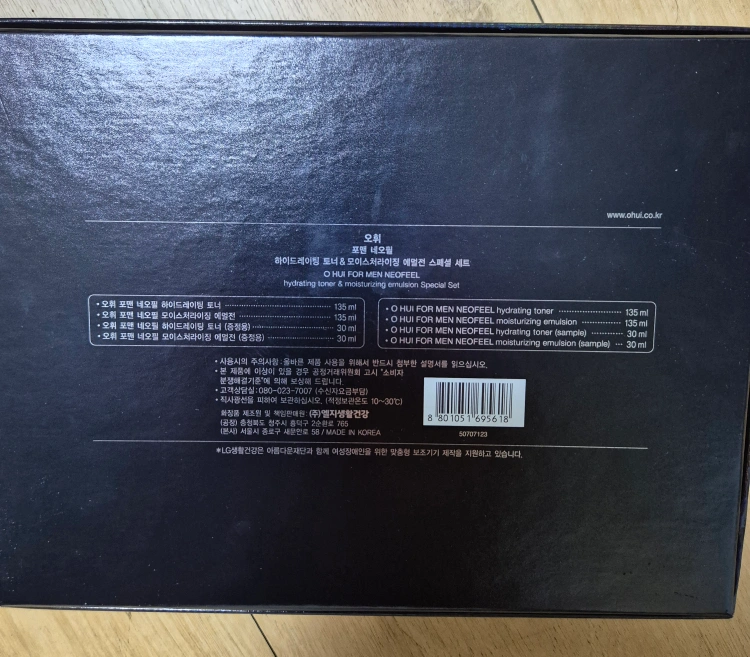 www.ohui.co.kr
오휘
포맨 네오필
하이드레이팅 토너 & 모이스처라이징 에멀전 스페셜 세트
O HUI FOR MEN NEOFEEL
hydrating toner & moisturizing emulsion Special Set
• 오휘 포맨 네오필 하이드레이팅 토너 ········ 135 ml
• 오휘 포맨 네오필 모이스처라이징 에멀전 ········ 135 ml
• 오휘 포맨 네오필 하이드레이팅 토너 (증정용) ········ 30 ml
• 오휘 포맨 네오필 모이스처라이징 에멀전 (증정용) ········ 30 ml
• O HUI FOR MEN NEOFEEL hydrating toner ········ 135 ml
• O HUI FOR MEN NEOFEEL moisturizing emulsion ········ 135 ml
• O HUI FOR MEN NEOFEEL hydrating toner (sample) ········ 30 ml
• O HUI FOR MEN NEOFEEL moisturizing emulsion (sample) ··· 30 ml
• 사용시의 주의사항 : 올바른 제품 사용을 위해서 반드시 첨부한 설명서를 읽으십시오.
• 본 제품에 이상이 있을 경우 공정거래위원회 고시 "소비자
분쟁해결기준"에 의해 보상해 드립니다.
• 고객상담실 : 080-023-7007 (수신자요금부담)
• 직사광선을 피하여 보관하십시오. (적정보관온도 10~30℃)
화장품 제조원 및 책임판매원 : (주)엘지생활건강
(공장) 충청북도 청주시 흥덕구 2순환로 765
(본사) 서울시 종로구 새문안로 58 / MADE IN KOREA
8 801051 695618
50707123
*LG생활건강은 아름다운재단과 함께 여성장애인을 위한 맞춤형 보조기기 제작을 지원하고 있습니다.